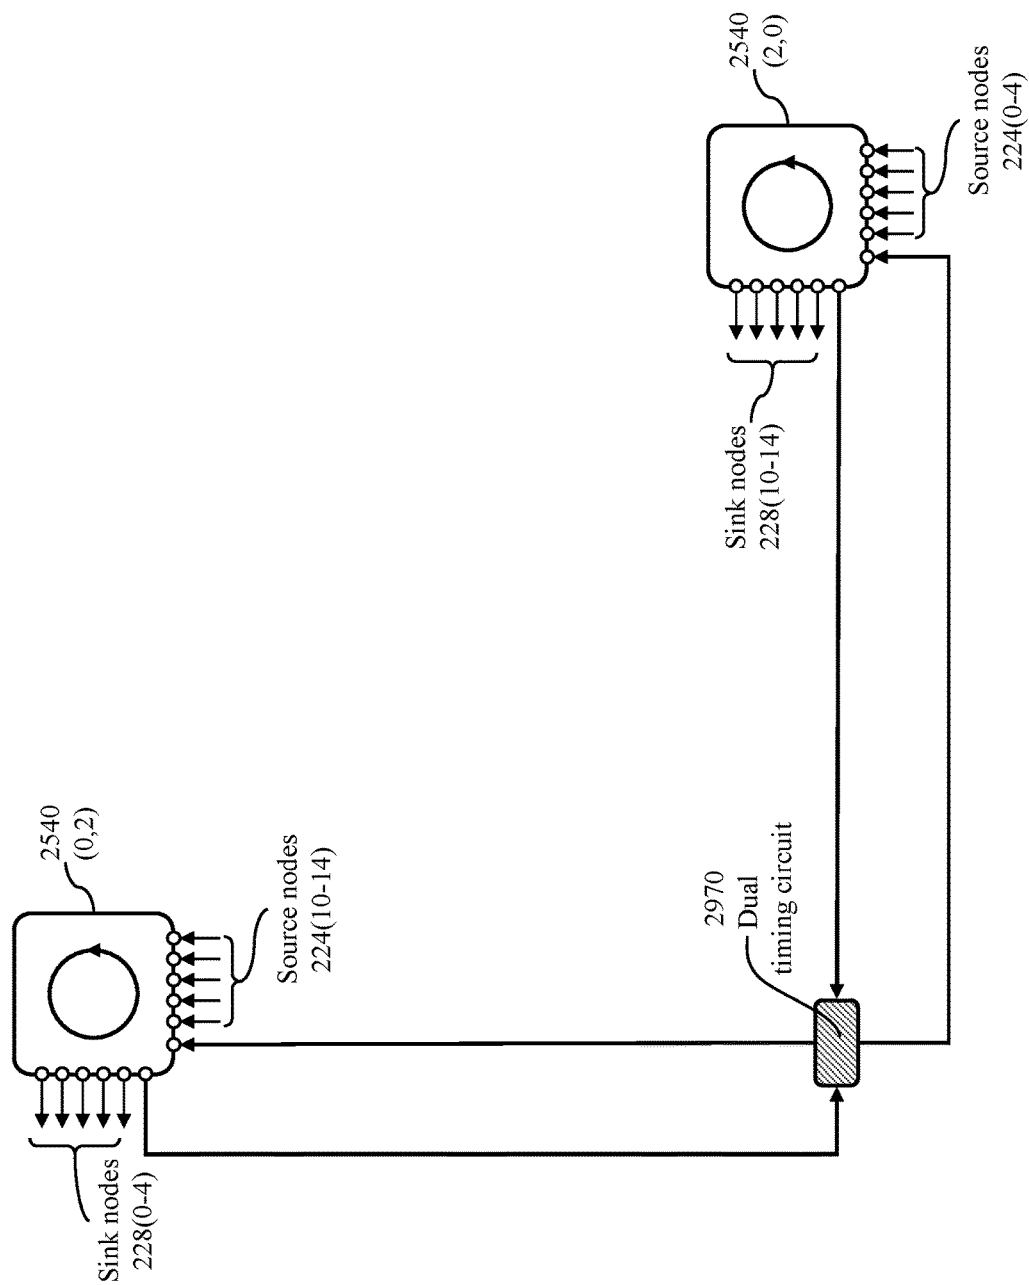 2540
(0,2)
Source nodes
224(10-14)
Sink nodes
228(0-4)
2540
(2,0)
Source nodes
224(0-4)
Sink nodes
228(10-14)
2970
Dual
timing circuit